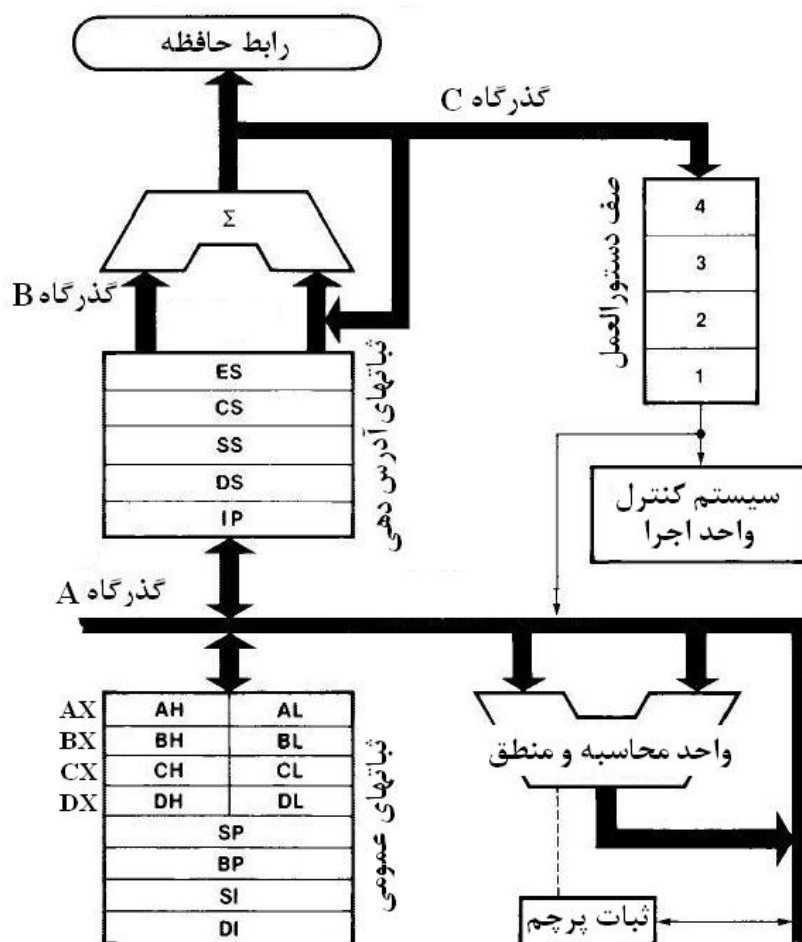 رابط حافظه
گذرگاه C
Σ
گذرگاه B
صف دستورالعمل
4
3
2
1
ثباتهای آدرس دهی
ES
CS
SS
DS
IP
سیستم کنترل
واحد اجرا
گذرگاه A
AX AH AL
BX BH BL
CX CH CL
DX DH DL
SP
BP
SI
DI
ثباتهای عمومی
واحد محاسبه و منطق
ثبات پرچم